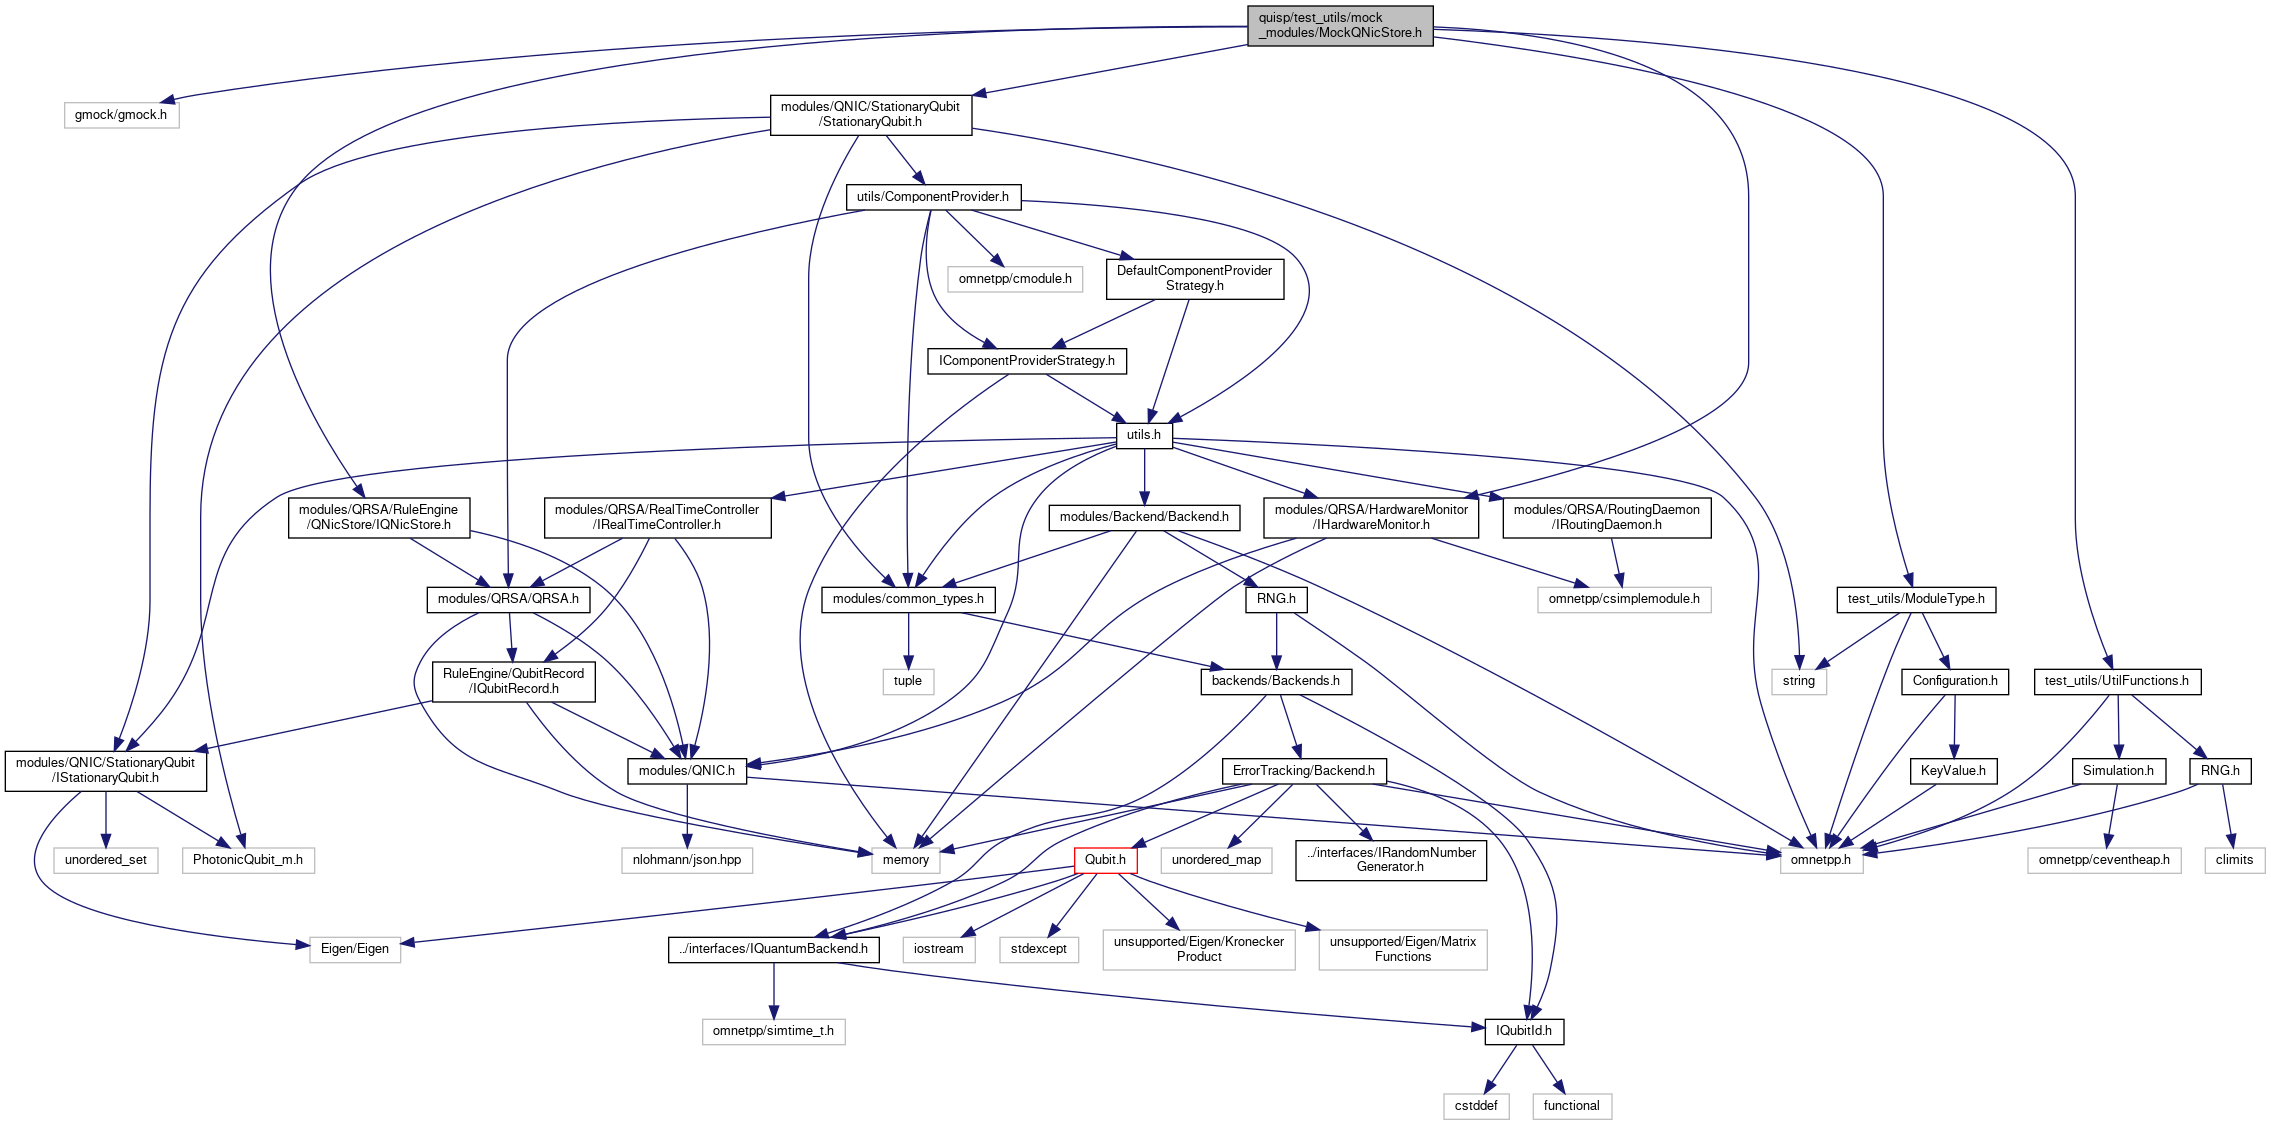 quisp/test_utils/mock
_modules/MockQNicStore.h
gmock/gmock.h
modules/QNIC/StationaryQubit
/StationaryQubit.h
utils/ComponentProvider.h
omnetpp/cmodule.h
DefaultComponentProvider
Strategy.h
IComponentProviderStrategy.h
utils.h
modules/QRSA/RuleEngine
/QNicStore/IQNicStore.h
modules/QRSA/RealTimeController
/IRealTimeController.h
modules/Backend/Backend.h
modules/QRSA/HardwareMonitor
/IHardwareMonitor.h
modules/QRSA/RoutingDaemon
/IRoutingDaemon.h
modules/QRSA/QRSA.h
modules/common_types.h
RNG.h
omnetpp/csimplemodule.h
test_utils/ModuleType.h
RuleEngine/QubitRecord
/IQubitRecord.h
tuple
backends/Backends.h
string
Configuration.h
test_utils/UtilFunctions.h
modules/QNIC/StationaryQubit
/IStationaryQubit.h
modules/QNIC.h
ErrorTracking/Backend.h
KeyValue.h
Simulation.h
RNG.h
unordered_set
PhotonicQubit_m.h
nlohmann/json.hpp
memory
Qubit.h
unordered_map
../interfaces/IRandomNumber
Generator.h
omnetpp.h
omnetpp/ceventheap.h
climits
Eigen/Eigen
../interfaces/IQuantumBackend.h
iostream
stdexcept
unsupported/Eigen/Kronecker
Product
unsupported/Eigen/Matrix
Functions
omnetpp/simtime_t.h
IQubitId.h
cstddef
functional